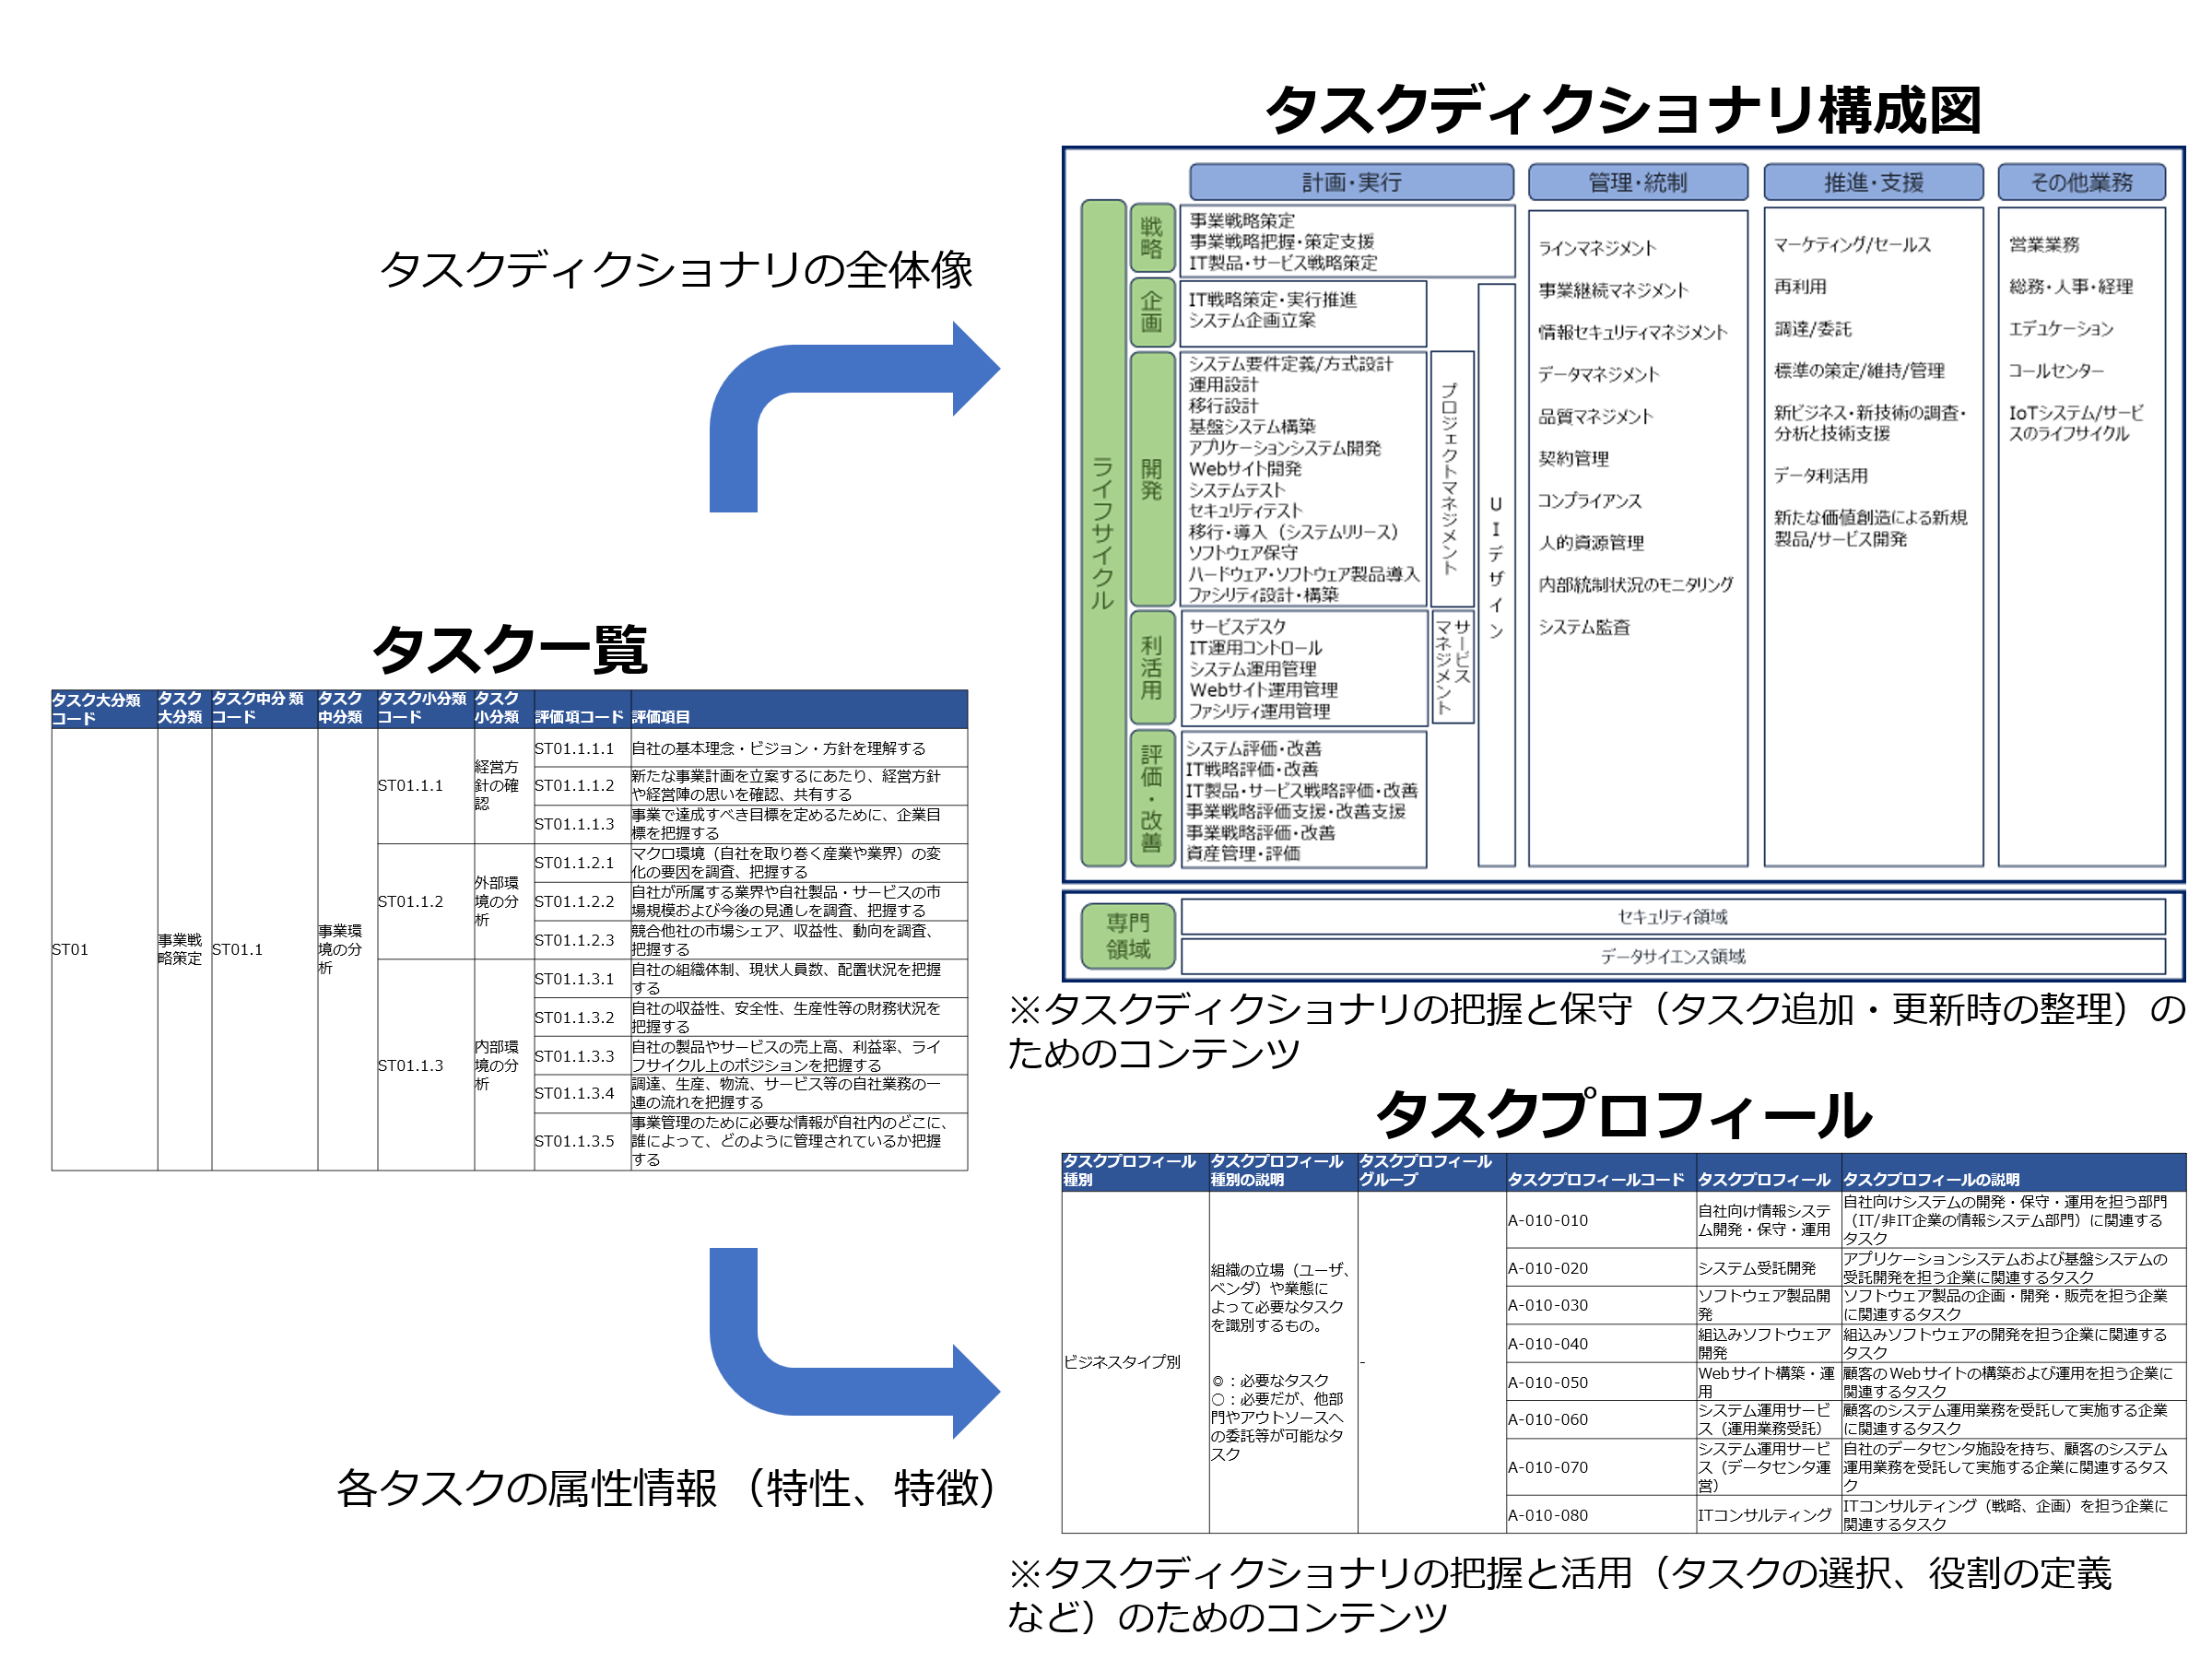 タスクディクショナリ構成図
タスクディクショナリの全体像
計画・実行
管理・統制
推進・支援
その他業務
ライフサイクル
戦略
事業戦略策定
事業戦略把握・策定支援
IT製品・サービス戦略策定
企画
IT戦略策定・実行推進
システム企画立案
開発
システム要件定義/方式設計
運用設計
移行設計
基盤システム構築
アプリケーションシステム開発
Webサイト開発
システムテスト
セキュリティテスト
移行・導入（システムリリース）
ソフトウェア保守
ハードウェア・ソフトウェア製品導入
ファシリティ設計・構築
プロジェクトマネジメント
UIデザイン
利活用
サービスデスク
IT運用コントロール
システム運用管理
Webサイト運用管理
ファシリティ運用管理
サービス
マネジメント
評価・改善
システム評価・改善
IT戦略評価・改善
IT製品・サービス戦略評価・改善
事業戦略評価支援・改善支援
事業戦略評価・改善
資産管理・評価
ラインマネジメント
事業継続マネジメント
情報セキュリティマネジメント
データマネジメント
品質マネジメント
契約管理
コンプライアンス
人的資源管理
内部統制状況のモニタリング
システム監査
マーケティング/セールス
再利用
調達/委託
標準の策定/維持/管理
新ビジネス・新技術の調査・
分析と技術支援
データ利活用
新たな価値創造による新規
製品/サービス開発
営業業務
総務・人事・経理
エデュケーション
コールセンター
IoTシステム/サービ
スのライフサイクル
専門
領域
セキュリティ領域
データサイエンス領域
※タスクディクショナリの把握と保守（タスク追加・更新時の整理）の
ためのコンテンツ
タスク一覧
タスク大分類
コード
タスク
大分類
タスク中分 類
コード
タスク
中分類
タスク小分類
コード
タスク
小分類
評価項コード
評価項目
ST01
事業戦
略策定
ST01.1
事業環
境の分
析
ST01.1.1
経営方
針の確
認
ST01.1.1.1
自社の基本理念・ビジョン・方針を理解する
ST01.1.1.2
新たな事業計画を立案するにあたり、経営方針
や経営陣の思いを確認、共有する
ST01.1.1.3
事業で達成すべき目標を定めるために、企業目
標を把握する
ST01.1.2
外部環
境の分
析
ST01.1.2.1
マクロ環境（自社を取り巻く産業や業界）の変
化の要因を調査、把握する
ST01.1.2.2
自社が所属する業界や自社製品・サービスの市
場規模および今後の見通しを調査、把握する
ST01.1.2.3
競合他社の市場シェア、収益性、動向を調査、
把握する
ST01.1.3
内部環
境の分
析
ST01.1.3.1
自社の組織体制、現状人員数、配置状況を把握
する
ST01.1.3.2
自社の収益性、安全性、生産性等の財務状況を
把握する
ST01.1.3.3
自社の製品やサービスの売上高、利益率、ライ
フサイクル上のポジションを把握する
ST01.1.3.4
調達、生産、物流、サービス等の自社業務の一
連の流れを把握する
ST01.1.3.5
事業管理のために必要な情報が自社内のどこに、
誰によって、どのように管理されているか把握
する
各タスクの属性情報（特性、特徴）
タスクプロフィール
タスクプロフィール
種別
タスクプロフィール
種別の説明
タスクプロフィール
グループ
タスクプロフィールコード
タスクプロフィール
タスクプロフィールの説明
ビジネスタイプ別
組織の立場（ユーザ、
ベンダ）や業態に
よって必要なタスク
を識別するもの。
◎：必要なタスク
○：必要だが、他部
門やアウトソースへ
の委託等が可能なタ
スク
-
A-010-010
自社向け情報システ
ム開発・保守・運用
自社向けシステムの開発・保守・運用を担う部門
（IT/非IT企業の情報システム部門）に関連する
タスク
A-010-020
システム受託開発
アプリケーションシステムおよび基盤システムの
受託開発を担う企業に関連するタスク
A-010-030
ソフトウェア製品開
発
ソフトウェア製品の企画・開発・販売を担う企業
に関連するタスク
A-010-040
組込みソフトウェア
開発
組込みソフトウェアの開発を担う企業に関連する
タスク
A-010-050
Webサイト構築・運
用
顧客のWebサイトの構築および運用を担う企業に
関連するタスク
A-010-060
システム運用サービ
ス（運用業務受託）
顧客のシステム運用業務を受託して実施する企業
に関連するタスク
A-010-070
システム運用サービ
ス（データセンタ運
営）
自社のデータセンタ施設を持ち、顧客のシステム
運用業務を受託して実施する企業に関連するタス
ク
A-010-080
ITコンサルティング
ITコンサルティング（戦略、企画）を担う企業に
関連するタスク
※タスクディクショナリの把握と活用（タスクの選択、役割の定義
など）のためのコンテンツ